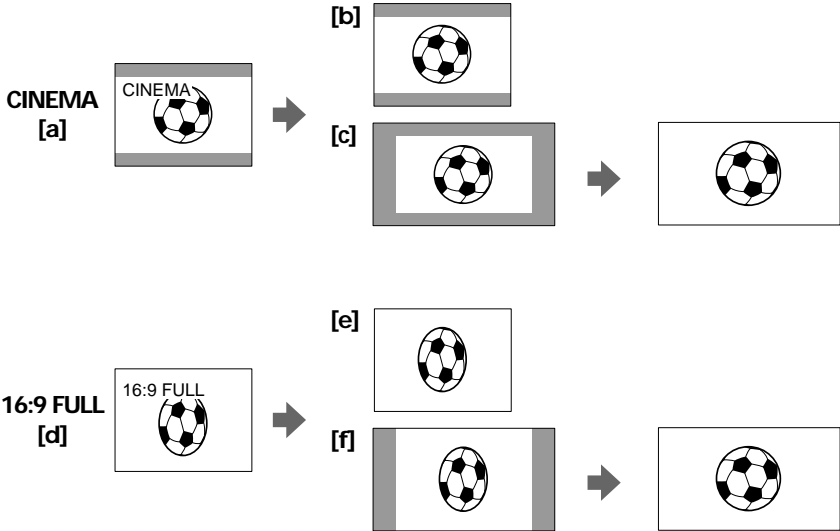 [b]
CINEMA
[a]
CINEMA
[c]
[e]
16:9 FULL
[d]
16:9 FULL
[f]